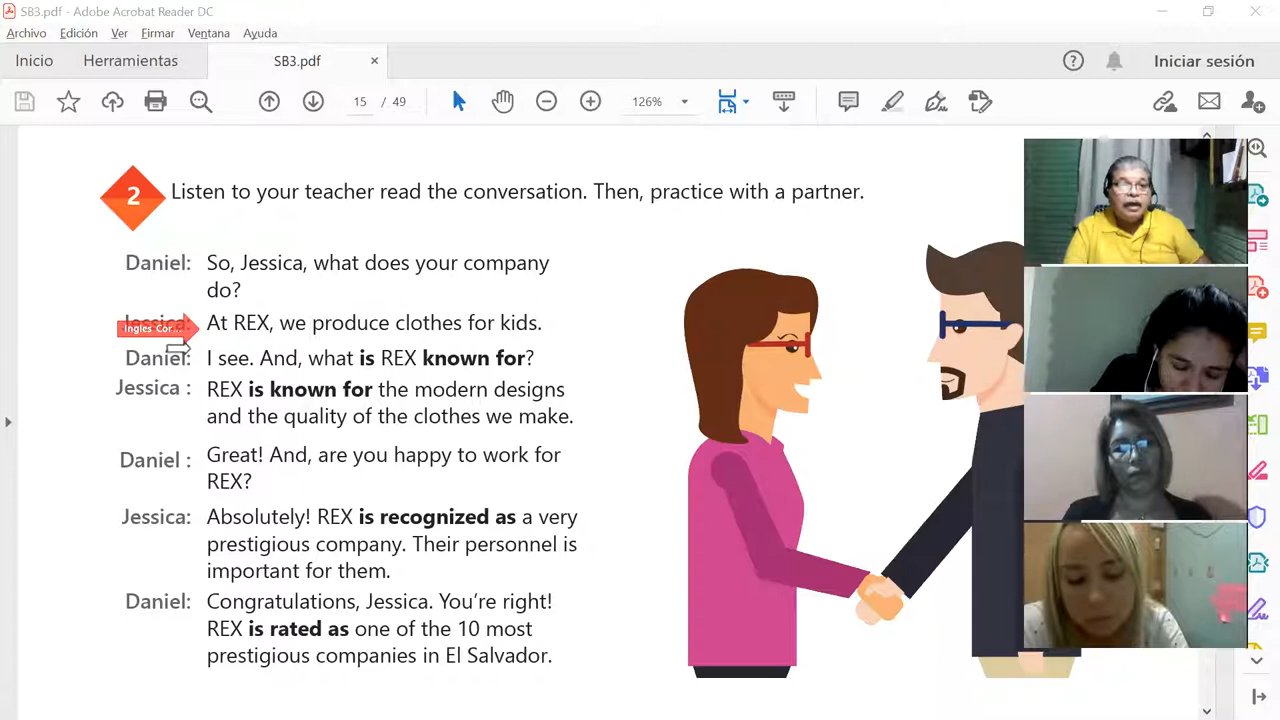 SB3.pdf - Adobe Acrobat Reader DC
Archivo Edición Ver Firmar Ventana Ayuda
Inicio Herramientas SB3.pdf × Iniciar sesión
15 / 49 126%
2 Listen to your teacher read the conversation. Then, practice with a partner.
Daniel: So, Jessica, what does your company
do?
Jessica: At REX, we produce clothes for kids.
Ingles Cor...
Daniel: I see. And, what is REX known for?
Jessica : REX is known for the modern designs
and the quality of the clothes we make.
Daniel : Great! And, are you happy to work for
REX?
Jessica: Absolutely! REX is recognized as a very
prestigious company. Their personnel is
important for them.
Daniel: Congratulations, Jessica. You’re right!
REX is rated as one of the 10 most
prestigious companies in El Salvador.